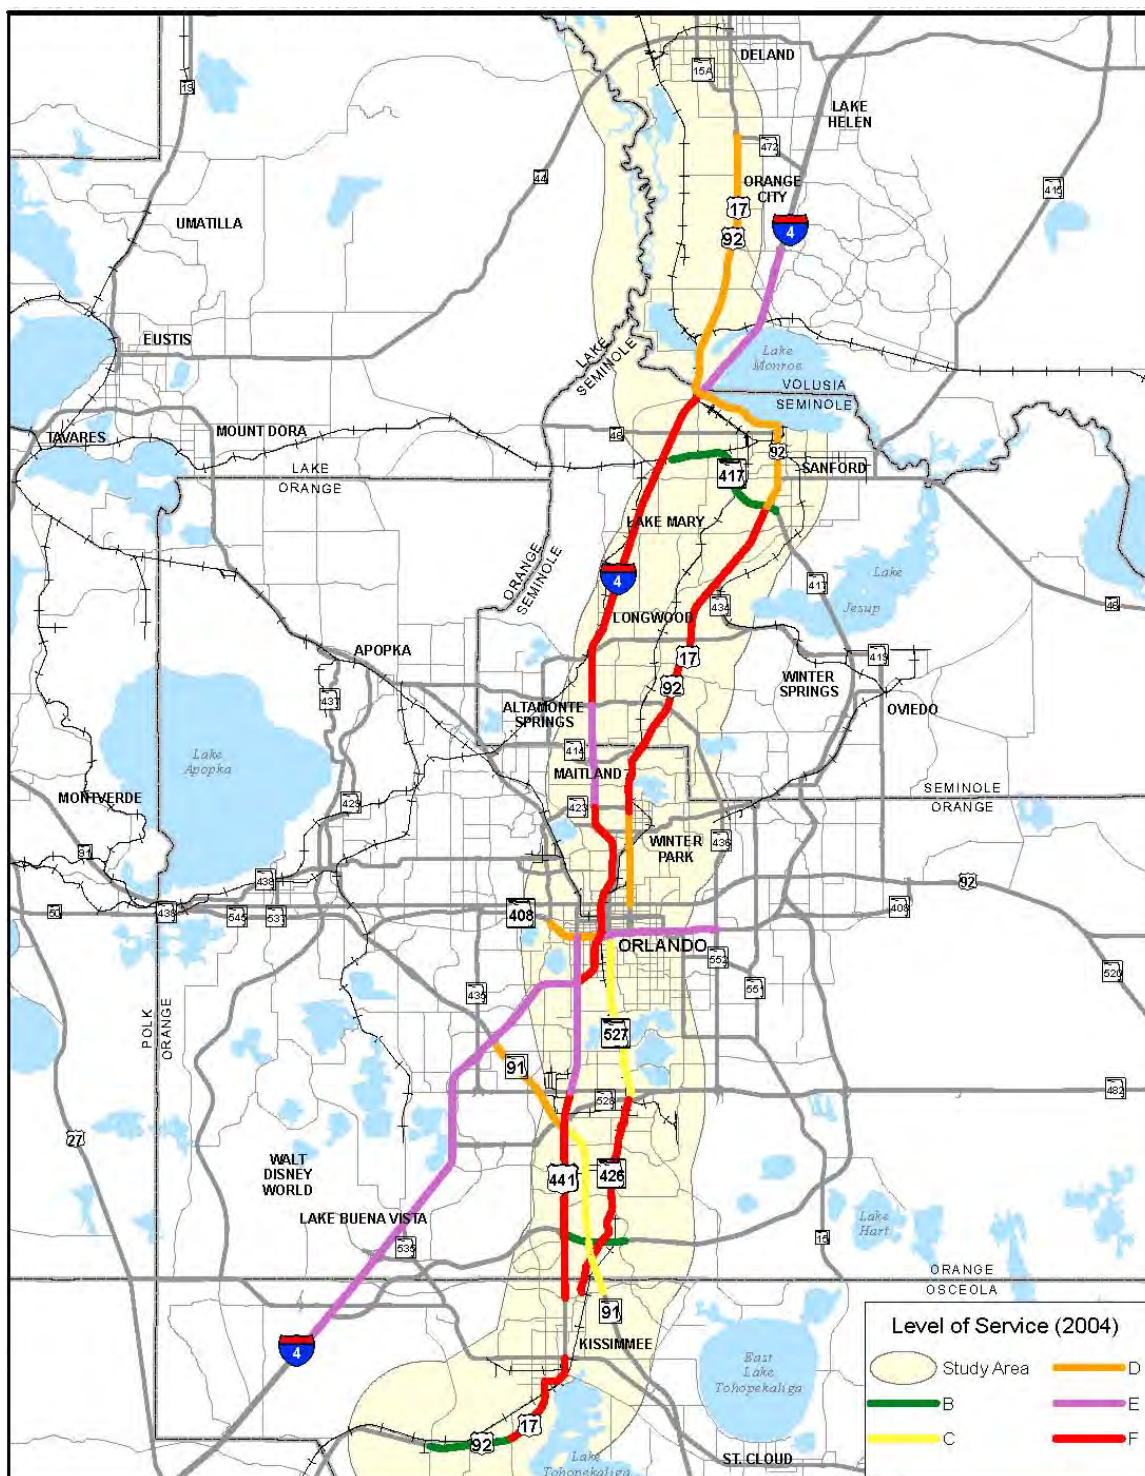 DELAND
15A
19
LAKE
HELEN
472
44
ORANGE
CITY
415
17
UMATILLA
92
4
EUSTIS
Lake
Monroe
LAKE
SEMINOLE
VOLUSIA
SEMINOLE
TAVARES
MOUNT DORA
46
92
SANFORD
LAKE
ORANGE
417
LAKE MARY
ORANGE
SEMINOLE
4
Lake
Jesup
417
46
434
LONGWOOD
APOPKA
17
419
WINTER
SPRINGS
92
437
OVIEDO
ALTAMONTE
SPRINGS
414
Lake
Apopka
MAITLAND
SEMINOLE
ORANGE
MONTVERDE
429
423
WINTER
PARK
436
91
438
92
50
438
545
537
408
408
ORLANDO
552
520
435
551
POLK
ORANGE
527
91
528
482
27
WALT
DISNEY
WORLD
441
426
LAKE BUENA VISTA
535
Lake
Hart
15
ORANGE
OSCEOLA
91
KISSIMMEE
4
East
Lake
Tohopekaliga
17
92
Lake
Tohopekaliga
ST. CLOUD
Level of Service (2004)
Study Area
D
B
E
C
F